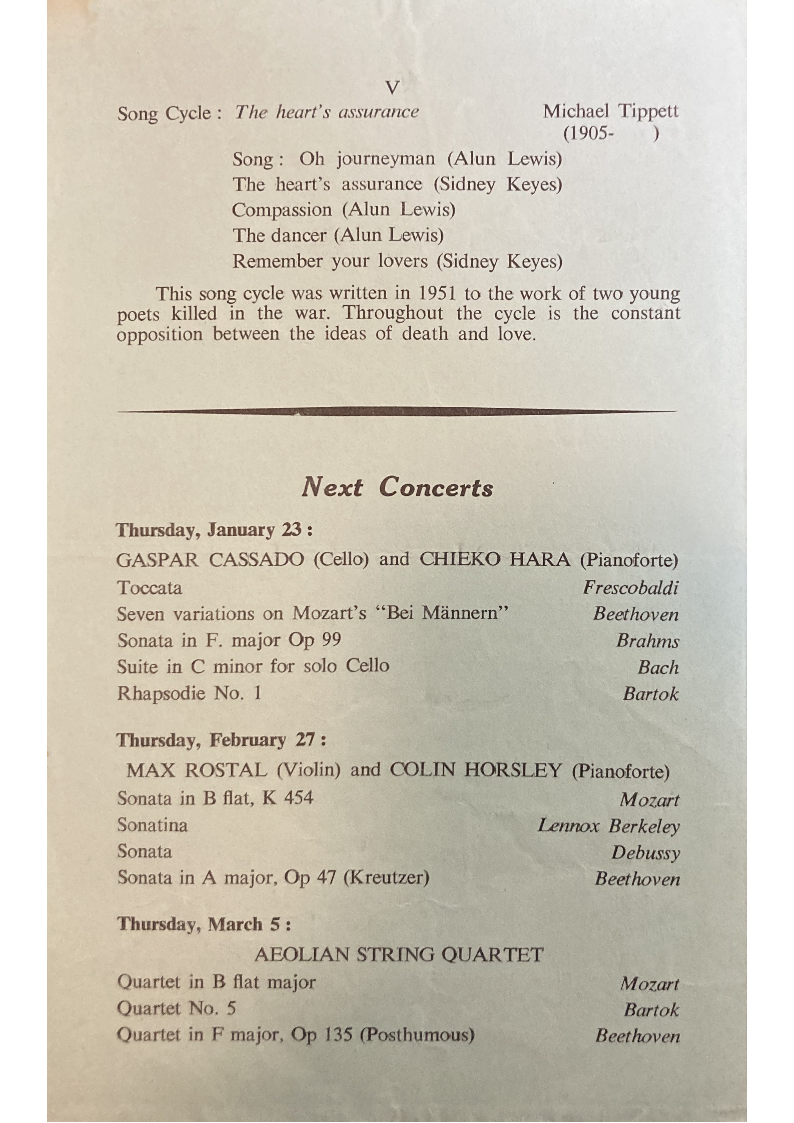 V
Song Cycle : The heart's assurance Michael Tippett
(1905- )
Song : Oh journeyman (Alun Lewis)
The heart's assurance (Sidney Keyes)
Compassion (Alun Lewis)
The dancer (Alun Lewis)
Remember your lovers (Sidney Keyes)
This song cycle was written in 1951 to the work of two young
poets killed in the war. Throughout the cycle is the constant
opposition between the ideas of death and love.
Next Concerts
Thursday, January 23 :
GASPAR CASSADO (Cello) and CHIEKO HARA (Pianoforte)
Toccata Frescobaldi
Seven variations on Mozart's “Bei Männern” Beethoven
Sonata in F. major Op 99 Brahms
Suite in C minor for solo Cello Bach
Rhapsodie No. 1 Bartok
Thursday, February 27 :
MAX ROSTAL (Violin) and COLIN HORSLEY (Pianoforte)
Sonata in B flat, K 454 Mozart
Sonatina Lennox Berkeley
Sonata Debussy
Sonata in A major, Op 47 (Kreutzer) Beethoven
Thursday, March 5 :
AEOLIAN STRING QUARTET
Quartet in B flat major Mozart
Quartet No. 5 Bartok
Quartet in F major, Op 135 (Posthumous) Beethoven